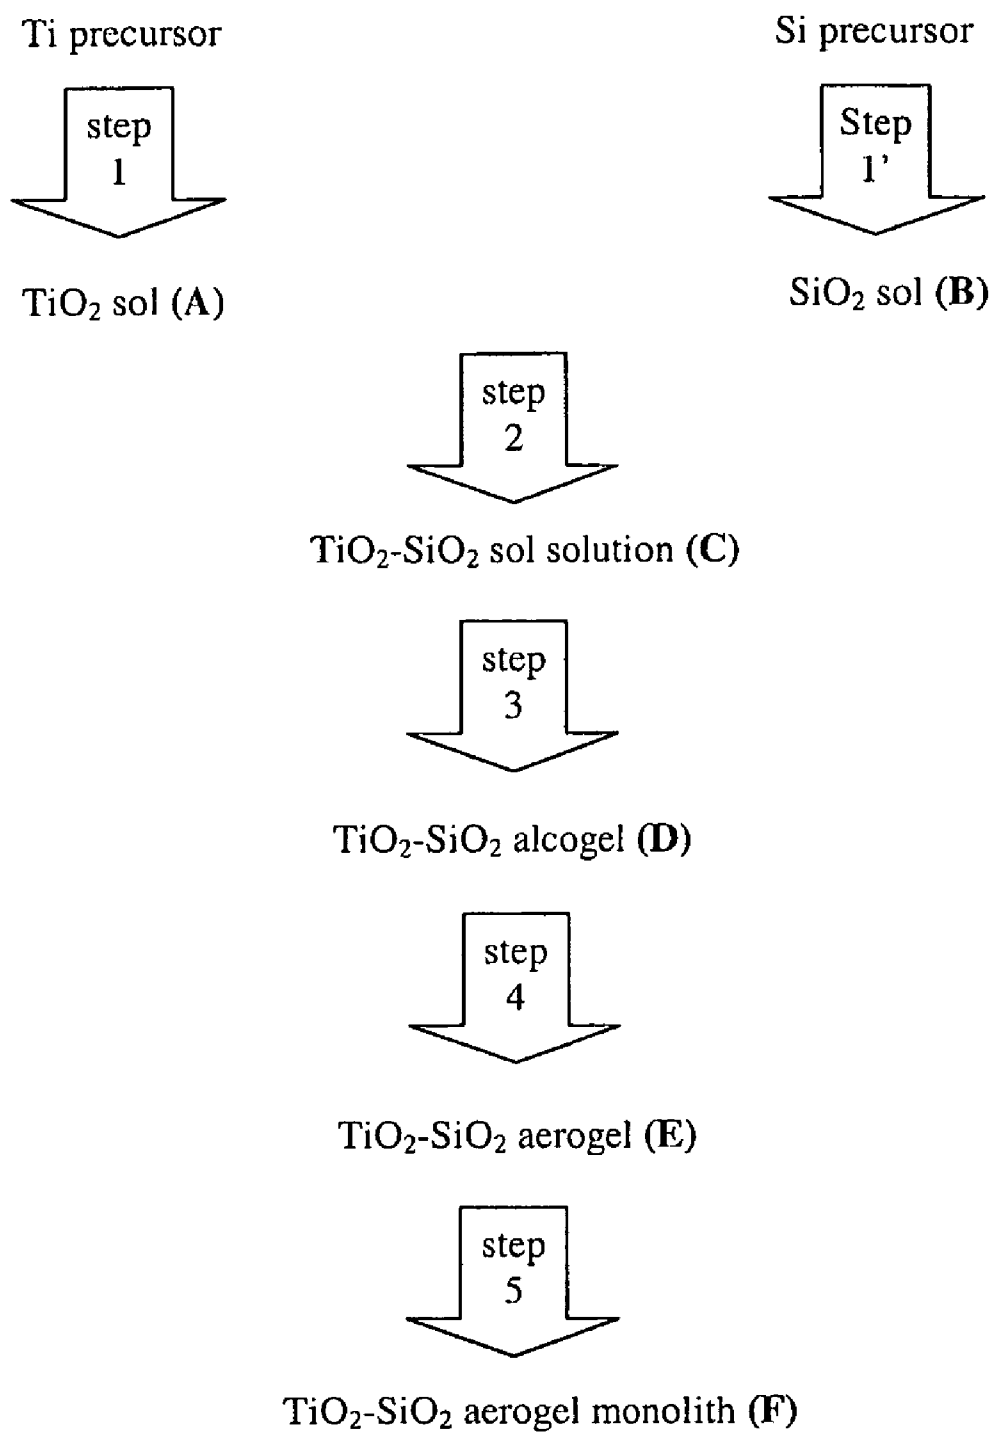 Ti precursor
Si precursor
step
1
Step
1’
TiO₂ sol (A)
SiO₂ sol (B)
step
2
TiO₂-SiO₂ sol solution (C)
step
3
TiO₂-SiO₂ alcogel (D)
step
4
TiO₂-SiO₂ aerogel (E)
step
5
TiO₂-SiO₂ aerogel monolith (F)